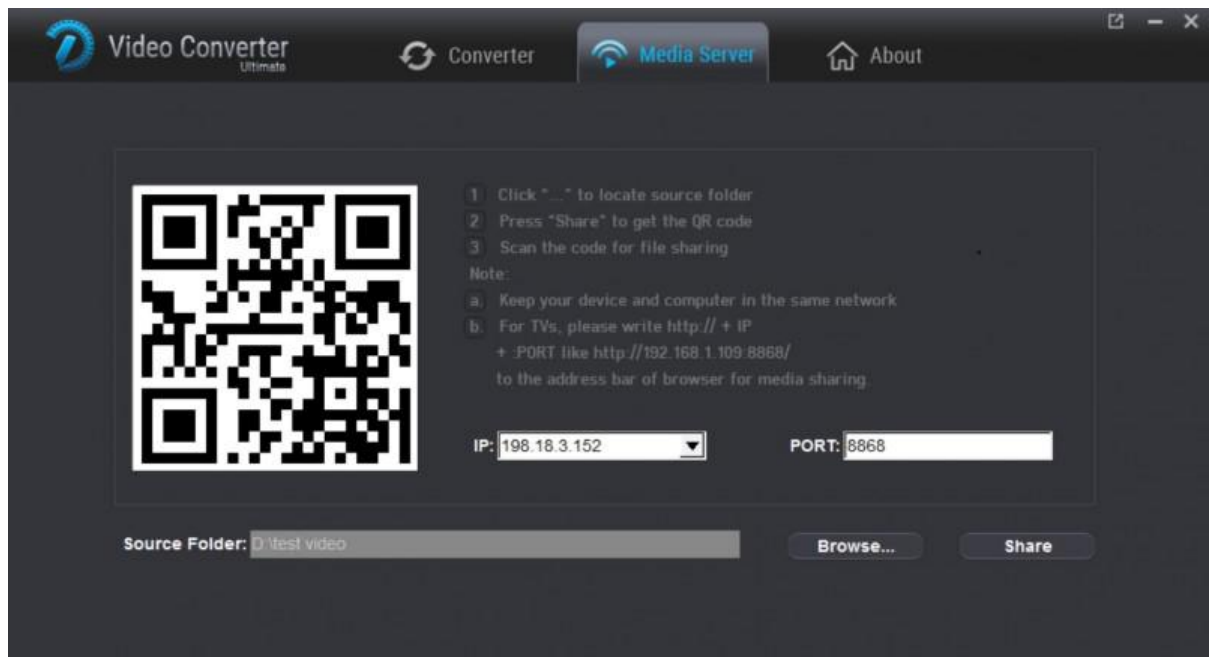 Video Converter
Ultimate
Converter
Media Server
About
1 Click "..." to locate source folder
2 Press "Share" to get the QR code
3 Scan the code for file sharing
Note:
a. Keep your device and computer in the same network
b. For TVs, please write http:// + IP
+ :PORT like http://192.168.1.109:8868/
to the address bar of browser for media sharing.
IP: 198.18.3.152
PORT: 8868
Source Folder: D:\test video
Browse...
Share